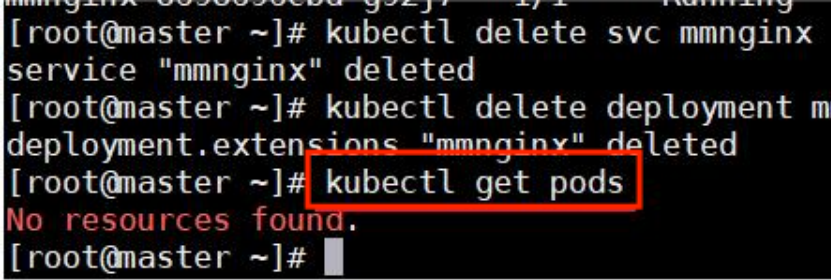 [root@master ~]# kubectl delete svc mmnginx
service "mmnginx" deleted
[root@master ~]# kubectl delete deployment m
deployment.extensions "mmnginx" deleted
[root@master ~]# kubectl get pods
No resources found.
[root@master ~]#